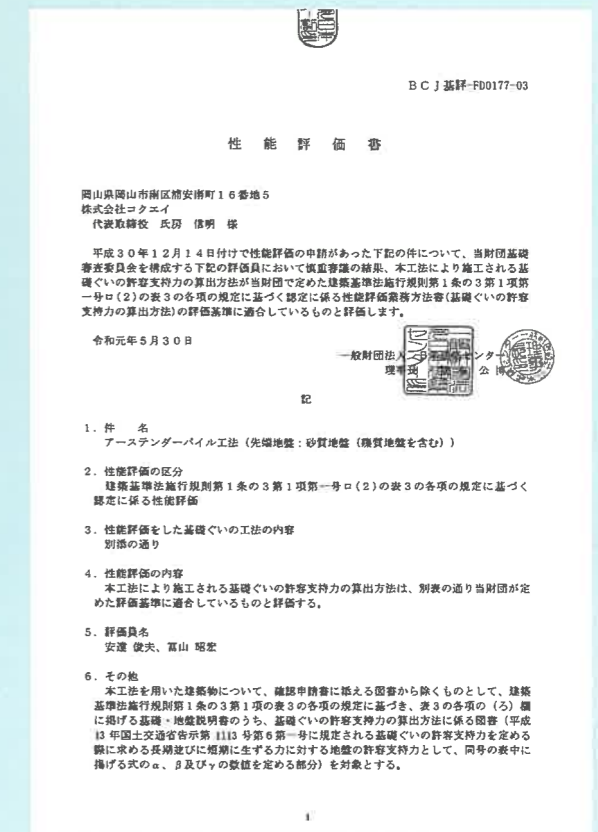 BCJ基評-FD0177-03
性能評価書
岡山県岡山市南区浦安南町16番地5
株式会社コクエイ
代表取締役 氏房 信明 様
平成30年12月14日付けで性能評価の申請があった下記の件について、当財団基礎
審査委員会を構成する下記の評価員において慎重審議の結果、本工法により施工される基
礎ぐいの許容支持力の算出方法が当財団で定めた建築基準法施行規則第1条の3第1項第
一号ロ(2)の表3の各項の規定に基づく認定に係る性能評価業務方法書(基礎ぐいの許容
支持力の算出方法)の評価基準に適合しているものと評価します。
令和元年5月30日
一般財団法人 センター
理事長 公
記
1.件 名
アーステンダーパイル工法(先端地盤:砂質地盤(礫質地盤を含む))
2.性能評価の区分
建築基準法施行規則第1条の3第1項第一号ロ(2)の表3の各項の規定に基づく
認定に係る性能評価
3.性能評価をした基礎ぐいの工法の内容
別添の通り
4.性能評価の内容
本工法により施工される基礎ぐいの許容支持力の算出方法は、別表の通り当財団が定
めた評価基準に適合しているものと評価する。
5.評価員名
安達 俊夫、冨山 昭宏
6.その他
本工法を用いた建築物について、確認申請書に添える図書から除くものとして、建築
基準法施行規則第1条の3第1項の表3の各項の規定に基づき、表3の各項の(ろ)欄
に掲げる基礎・地盤説明書のうち、基礎ぐいの許容支持力の算出方法に係る図書(平成
13年国土交通省告示第1113号第6第一号に規定される基礎ぐいの許容支持力を定める
際に求める長期並びに短期に生ずる力に対する地盤の許容支持力として、同号の表中に
掲げる式のα、β及びγの数値を定める部分)を対象とする。
1